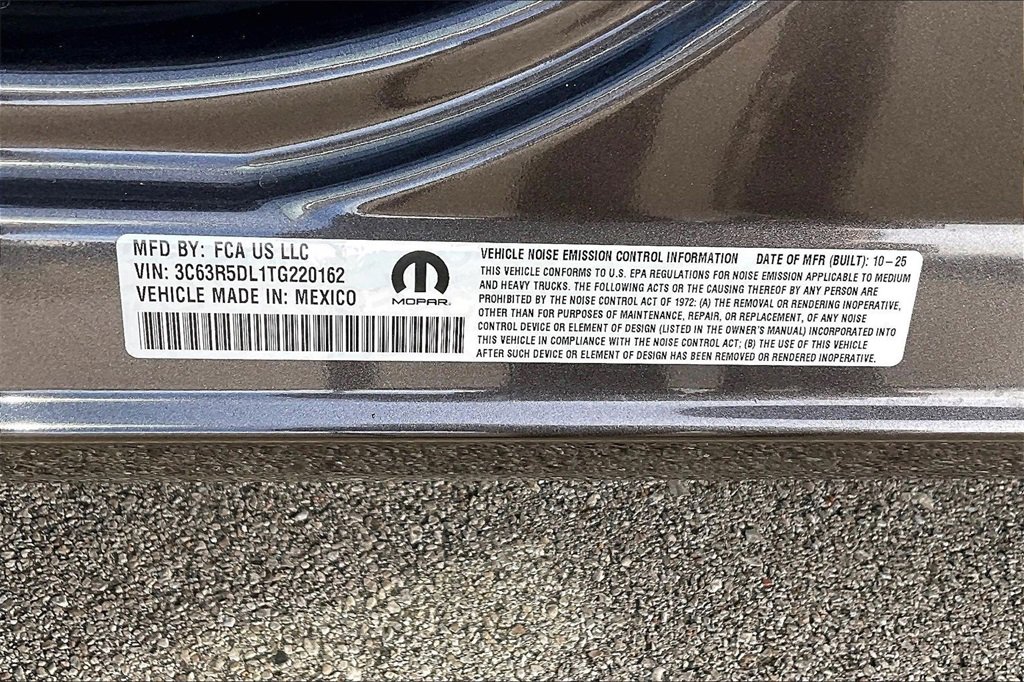 MFD BY: FCA US LLC
VIN: 3C63R5DL1TG220162
VEHICLE MADE IN: MEXICO
MOPAR
VEHICLE NOISE EMISSION CONTROL INFORMATION DATE OF MFR (BUILT): 10-25
THIS VEHICLE CONFORMS TO U.S. EPA REGULATIONS FOR NOISE EMISSION APPLICABLE TO MEDIUM
AND HEAVY TRUCKS. THE FOLLOWING ACTS OR THE CAUSING THEREOF BY ANY PERSON ARE
PROHIBITED BY THE NOISE CONTROL ACT OF 1972: (A) THE REMOVAL OR RENDERING INOPERATIVE,
OTHER THAN FOR PURPOSES OF MAINTENANCE, REPAIR, OR REPLACEMENT, OF ANY NOISE
CONTROL DEVICE OR ELEMENT OF DESIGN (LISTED IN THE OWNER'S MANUAL) INCORPORATED INTO
THIS VEHICLE IN COMPLIANCE WITH THE NOISE CONTROL ACT; (B) THE USE OF THIS VEHICLE
AFTER SUCH DEVICE OR ELEMENT OF DESIGN HAS BEEN REMOVED OR RENDERED INOPERATIVE.